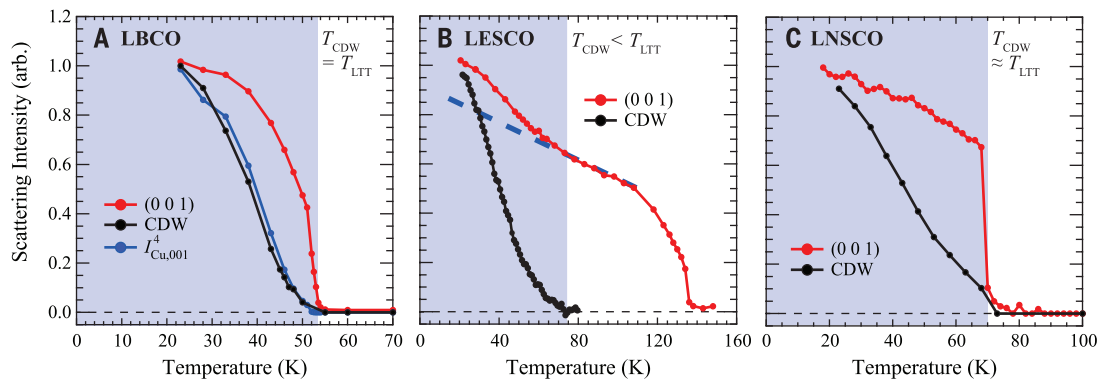 Scattering Intensity (arb.)
1.2
1.0
0.8
0.6
0.4
0.2
0.0
A LBCO
T_CDW
= T_LTT
(0 0 1)
CDW
I^4_Cu,001
0 10 20 30 40 50 60 70
Temperature (K)
B LESCO
T_CDW < T_LTT
(0 0 1)
CDW
0 40 80 120 160
Temperature (K)
C LNSCO
T_CDW
≈ T_LTT
(0 0 1)
CDW
0 20 40 60 80 100
Temperature (K)